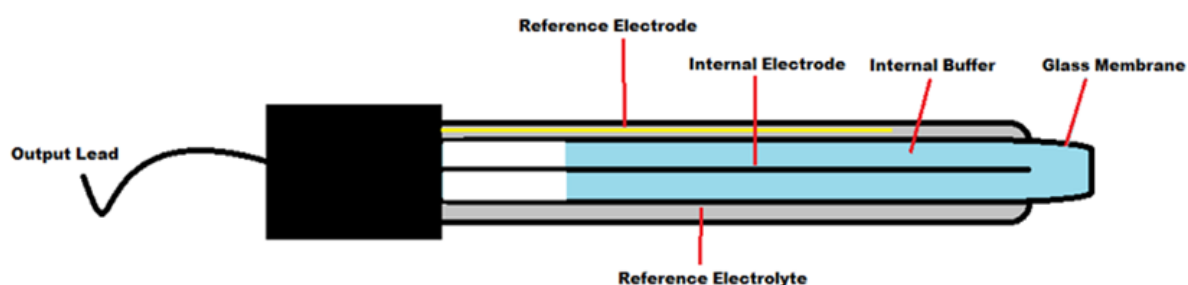 Reference Electrode
Internal Electrode
Internal Buffer
Glass Membrane
Output Lead
Reference Electrolyte